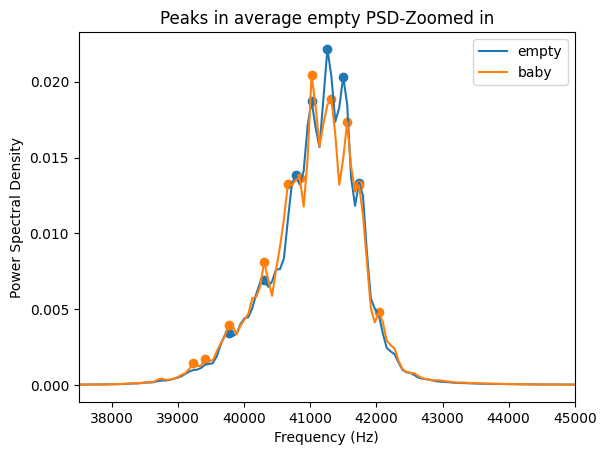 Peaks in average empty PSD-Zoomed in
empty
baby
0.020
0.015
0.010
0.005
0.000
Power Spectral Density
38000 39000 40000 41000 42000 43000 44000 45000
Frequency (Hz)